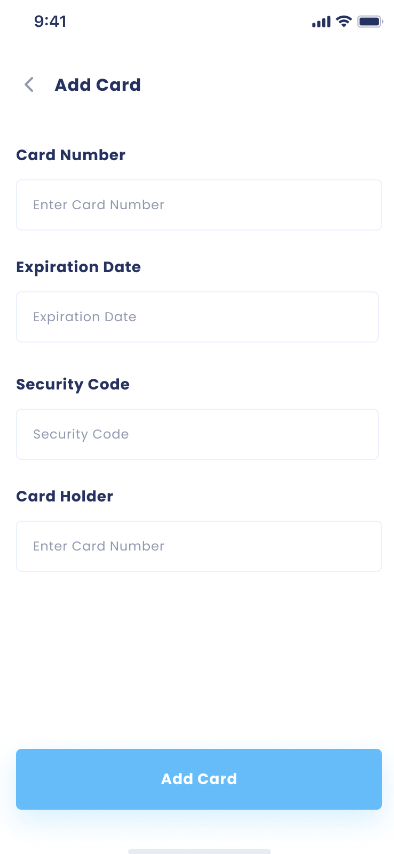 9:41
Add Card
Card Number
Enter Card Number
Expiration Date
Expiration Date
Security Code
Security Code
Card Holder
Enter Card Number
Add Card